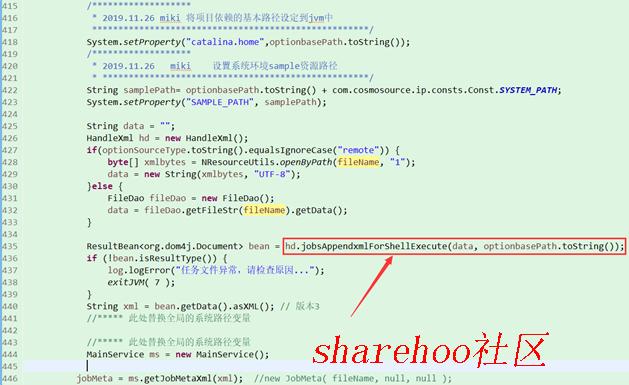 415 /******************
416 * 2019.11.26 miki 将项目依赖的基本路径设定到jvm中
417 * **************************************************/
418 System.setProperty("catalina.home",optionbasePath.toString());
419 /******************
420 * 2019.11.26 miki 设置系统环境sample资源路径
421 * **************************************************/
422 String samplePath= optionbasePath.toString() + com.cosmosource.ip.consts.Const.SYSTEM_PATH;
423 System.setProperty("SAMPLE_PATH", samplePath);
424
425 String data = "";
426 HandleXml hd = new HandleXml();
427 if(optionSourceType.toString().equalsIgnoreCase("remote")) {
428 byte[] xmlbytes = NResourceUtils.openByPath(fileName, "1");
429 data = new String(xmlbytes, "UTF-8");
430 }else {
431 FileDao fileDao = new FileDao();
432 data = fileDao.getFileStr(fileName).getData();
433 }
434
435 ResultBean<org.dom4j.Document> bean = hd.jobsAppendxmlForShellExecute(data, optionbasePath.toString());
436 if (!bean.isResultType()) {
437 log.logError("任务文件异常，请检查原因...");
438 exitJVM( 7 );
439 }
440 String xml = bean.getData().asXML(); // 版本3
441 //***** 此处替换全局的系统路径变量
442
443 //***** 此处替换全局的系统路径变量
444 MainService ms = new MainService();
445
446 jobMeta = ms.getJobMetaXml(xml); //new JobMeta( fileName, null, null );
sharehoo社区